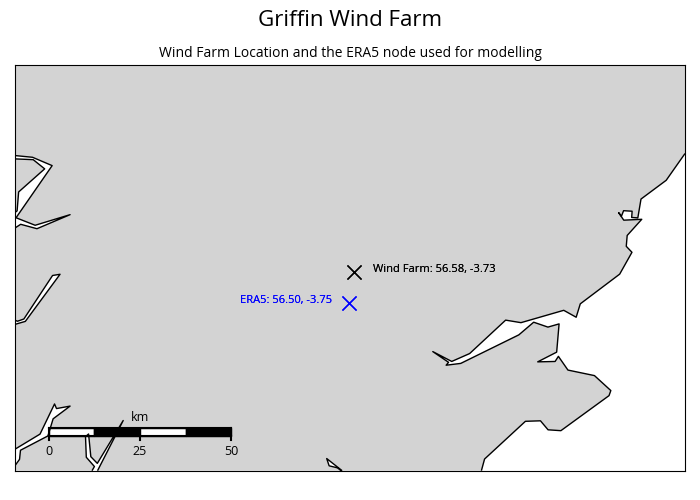 Griffin Wind Farm
Wind Farm Location and the ERA5 node used for modelling
Wind Farm: 56.58, -3.73
ERA5: 56.50, -3.75
km
0 25 50